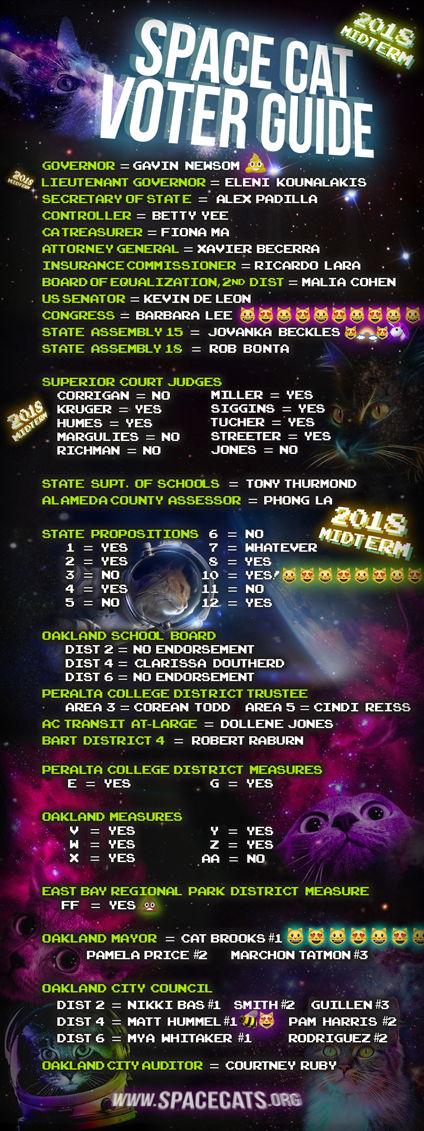 2018
MIDTERM
SPACE CAT
VOTER GUIDE
GOVERNOR = GAVIN NEWSOM
2018
MIDTERM
LIEUTENANT GOVERNOR = ELENI KOUNALAKIS
SECRETARY OF STATE = ALEX PADILLA
CONTROLLER = BETTY YEE
CA TREASURER = FIONA MA
ATTORNEY GENERAL = XAVIER BECERRA
INSURANCE COMMISSIONER = RICARDO LARA
BOARD OF EQUALIZATION, 2ND DIST = MALIA COHEN
US SENATOR = KEVIN DE LEON
CONGRESS = BARBARA LEE
STATE ASSEMBLY 15 = JOVANKA BECKLES
STATE ASSEMBLY 18 = ROB BONTA
SUPERIOR COURT JUDGES
CORRIGAN = NO MILLER = YES
KRUGER = YES SIGGINS = YES
HUMES = YES TUCHER = YES
MARGULIES = NO STREETER = YES
RICHMAN = NO JONES = NO
2018
MIDTERM
STATE SUPT. OF SCHOOLS = TONY THURMOND
ALAMEDA COUNTY ASSESSOR = PHONG LA
2018
MIDTERM
STATE PROPOSITIONS 6 = NO
1 = YES 7 = WHATEVER
2 = YES 8 = YES
3 = NO 10 = YES!
4 = YES 11 = NO
5 = NO 12 = YES
OAKLAND SCHOOL BOARD
DIST 2 = NO ENDORSEMENT
DIST 4 = CLARISSA DOUTHERD
DIST 6 = NO ENDORSEMENT
PERALTA COLLEGE DISTRICT TRUSTEE
AREA 3 = COREAN TODD AREA 5 = CINDI REISS
AC TRANSIT AT-LARGE = DOLLENE JONES
BART DISTRICT 4 = ROBERT RABURN
PERALTA COLLEGE DISTRICT MEASURES
E = YES G = YES
OAKLAND MEASURES
V = YES Y = YES
W = YES Z = YES
X = YES AA = NO
EAST BAY REGIONAL PARK DISTRICT MEASURE
FF = YES
OAKLAND MAYOR = CAT BROOKS #1
PAMELA PRICE #2 MARCHON TATMON #3
OAKLAND CITY COUNCIL
DIST 2 = NIKKI BAS #1 SMITH #2 GUILLEN #3
DIST 4 = MATT HUMMEL #1 PAM HARRIS #2
DIST 6 = MYA WHITAKER #1 RODRIGUEZ #2
OAKLAND CITY AUDITOR = COURTNEY RUBY
WWW.SPACECATS.ORG